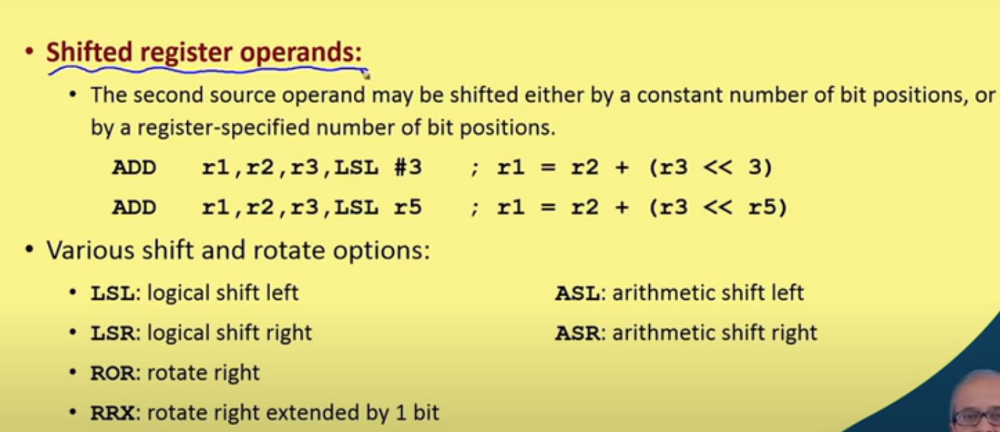 • Shifted register operands:
• The second source operand may be shifted either by a constant number of bit positions, or
by a register-specified number of bit positions.
ADD r1,r2,r3,LSL #3 ; r1 = r2 + (r3 << 3)
ADD r1,r2,r3,LSL r5 ; r1 = r2 + (r3 << r5)
• Various shift and rotate options:
• LSL: logical shift left ASL: arithmetic shift left
• LSR: logical shift right ASR: arithmetic shift right
• ROR: rotate right
• RRX: rotate right extended by 1 bit